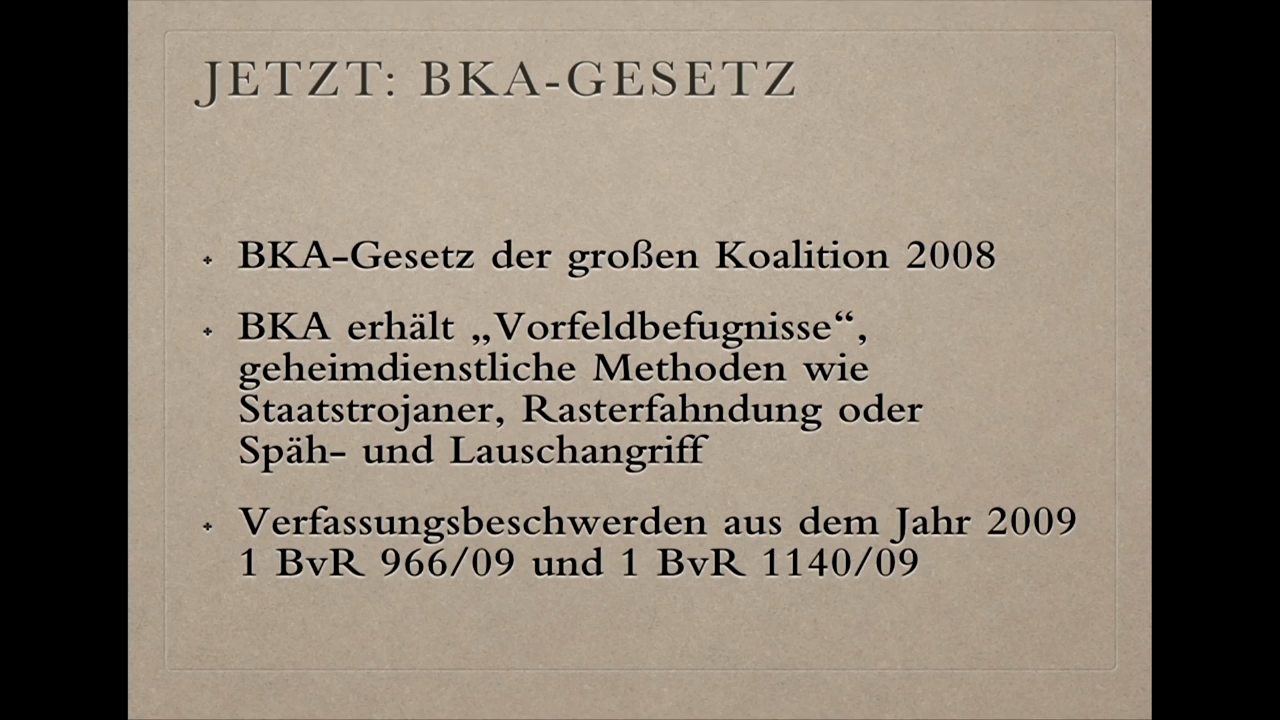 JETZT: BKA-GESETZ
BKA-Gesetz der großen Koalition 2008
BKA erhält „Vorfeldbefugnisse“,
geheimdienstliche Methoden wie
Staatstrojaner, Rasterfahndung oder
Späh- und Lauschangriff
Verfassungsbeschwerden aus dem Jahr 2009
1 BvR 966/09 und 1 BvR 1140/09